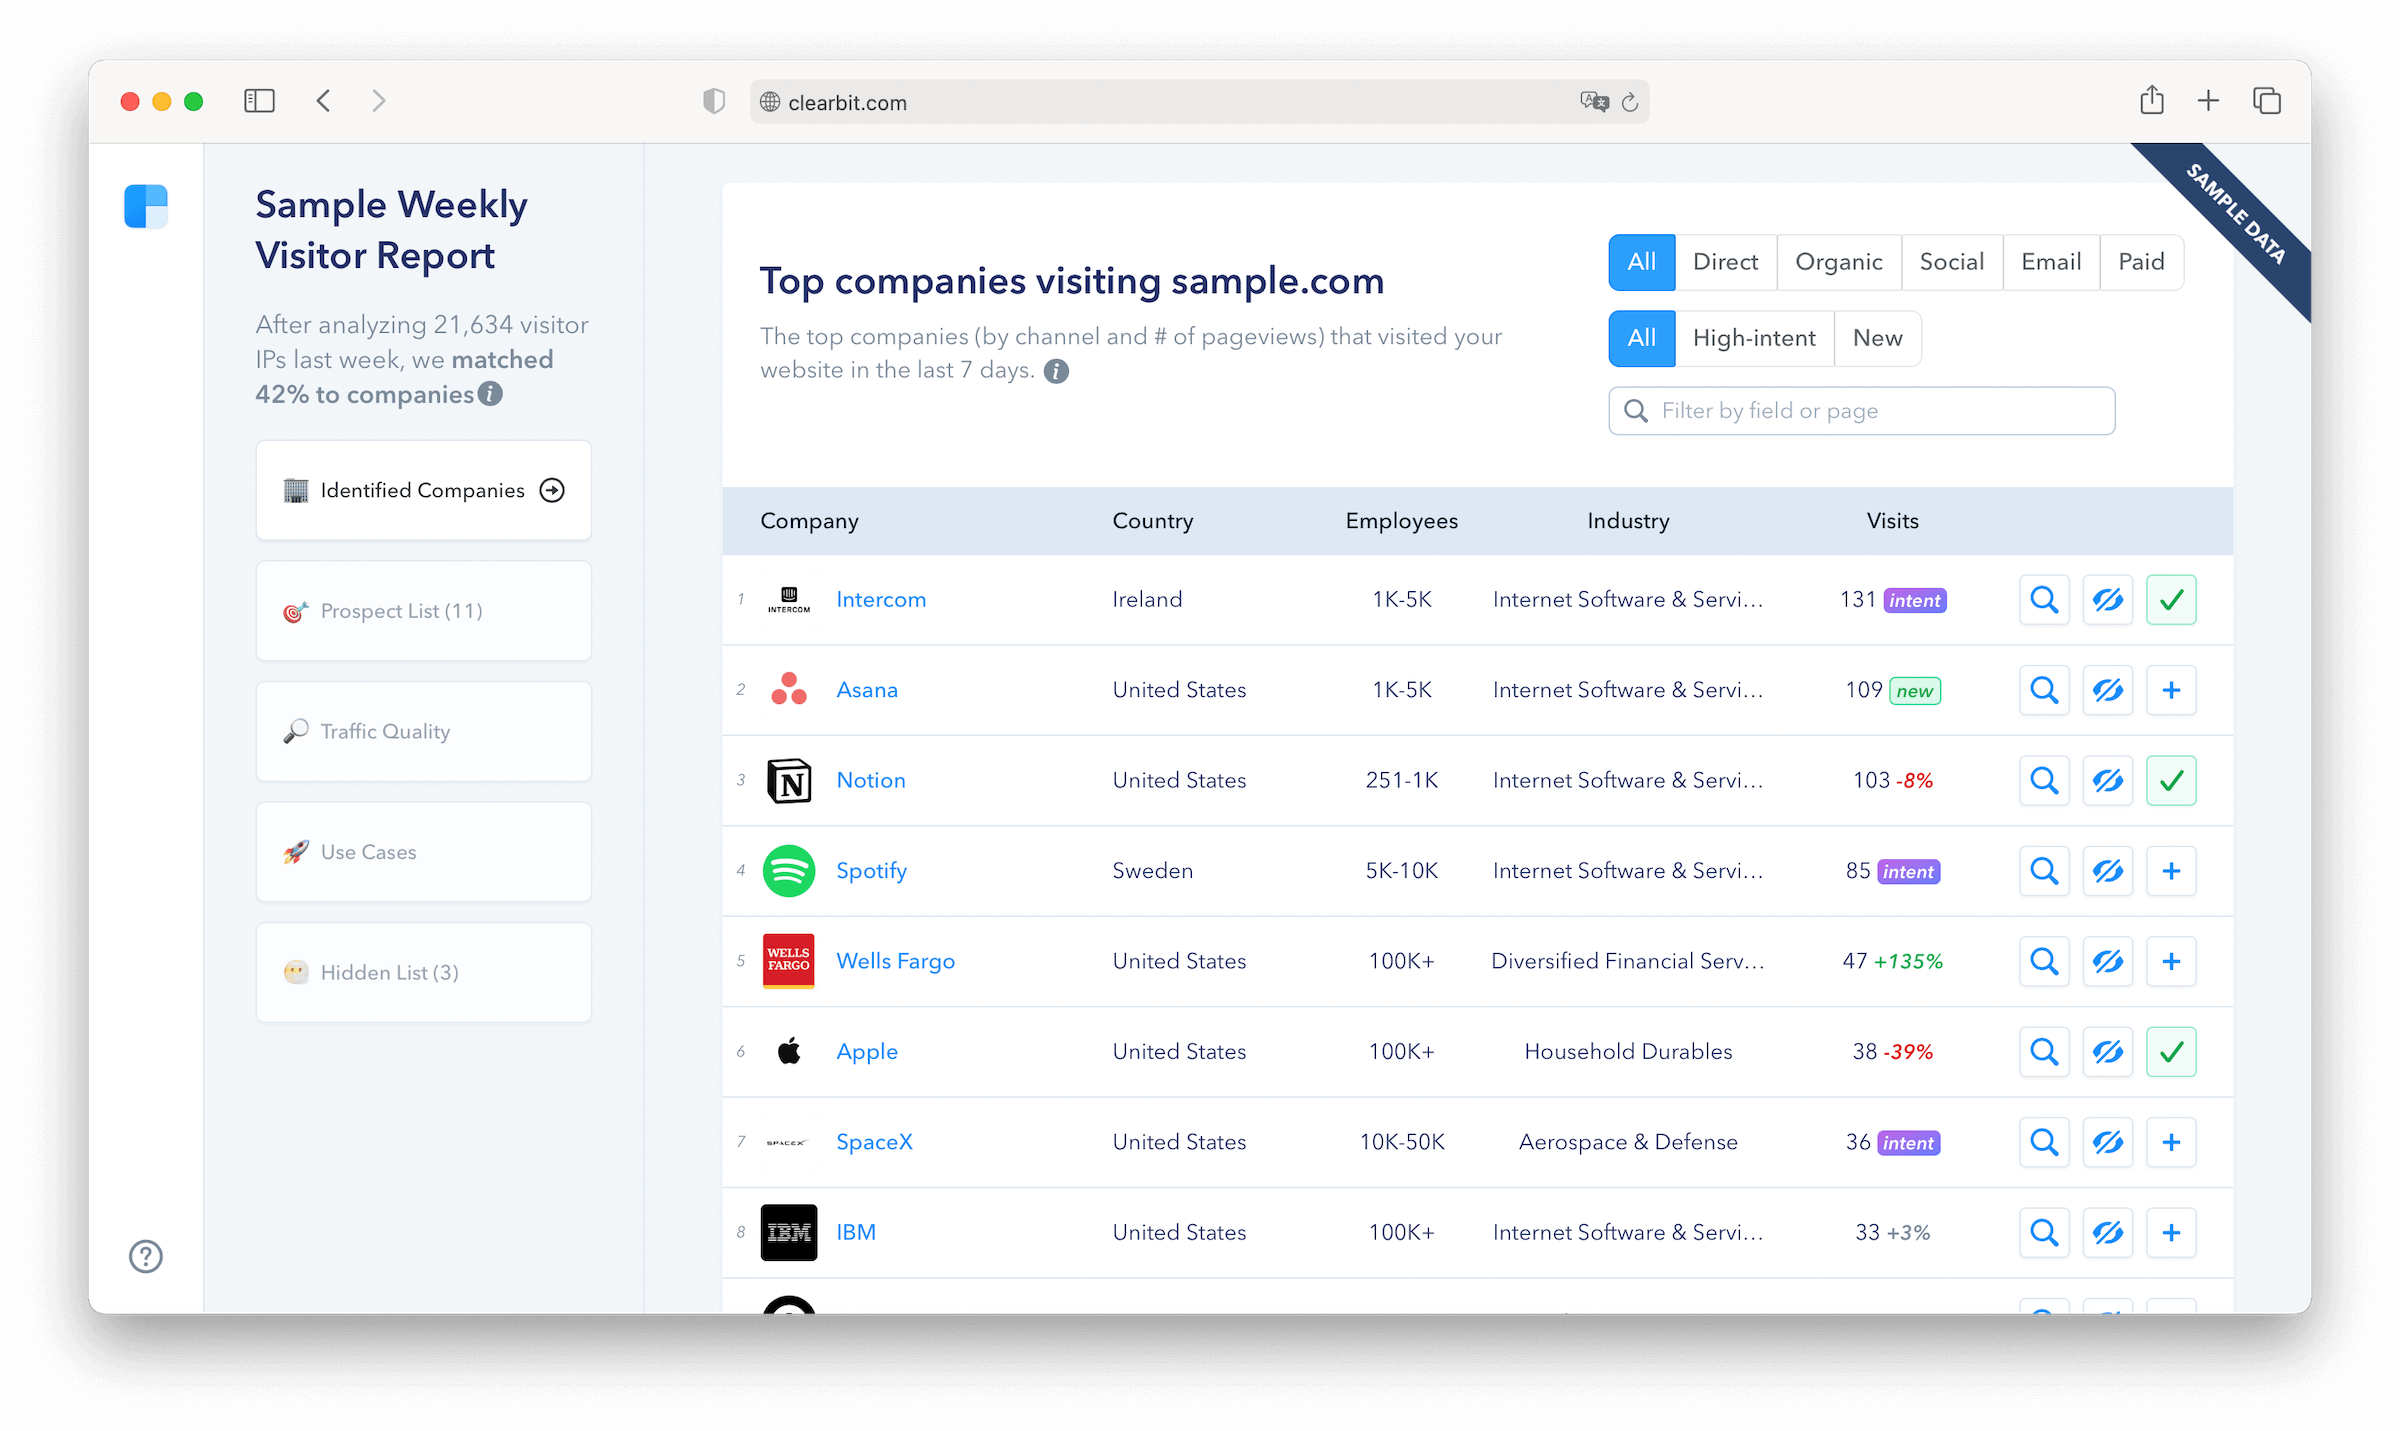 clearbit.com
SAMPLE DATA
Sample Weekly
Visitor Report
After analyzing 21,634 visitor
IPs last week, we matched
42% to companies
Identified Companies
Prospect List (11)
Traffic Quality
Use Cases
Hidden List (3)
Top companies visiting sample.com
The top companies (by channel and # of pageviews) that visited your
website in the last 7 days.
All Direct Organic Social Email Paid
All High-intent New
Filter by field or page
Company Country Employees Industry Visits
1 INTERCOM Intercom Ireland 1K-5K Internet Software & Servi... 131 intent
2 Asana United States 1K-5K Internet Software & Servi... 109 new
3 N Notion United States 251-1K Internet Software & Servi... 103 -8%
4 Spotify Sweden 5K-10K Internet Software & Servi... 85 intent
5 WELLS FARGO Wells Fargo United States 100K+ Diversified Financial Serv... 47 +135%
6 Apple United States 100K+ Household Durables 38 -39%
7 SPACEX SpaceX United States 10K-50K Aerospace & Defense 36 intent
8 IBM IBM United States 100K+ Internet Software & Servi... 33 +3%